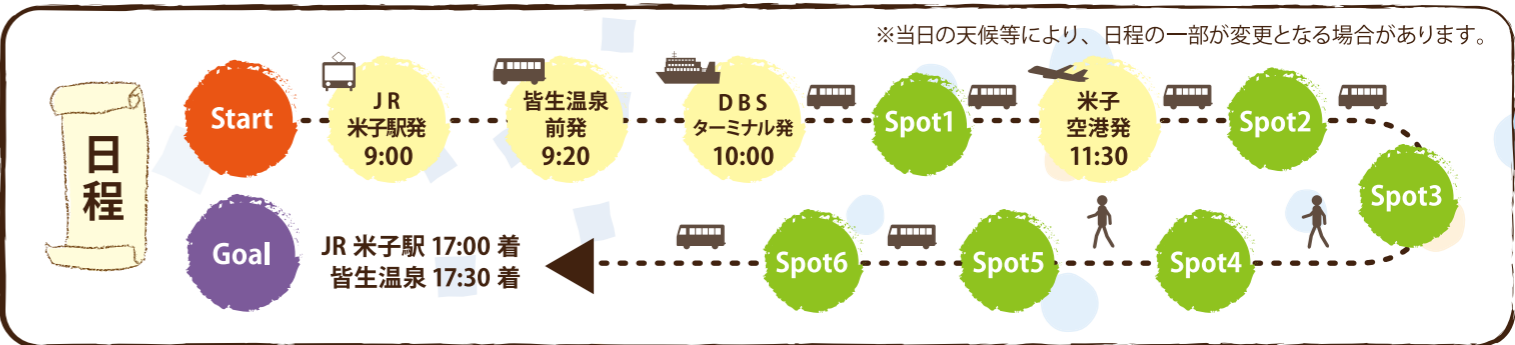 ※当日の天候等により、日程の一部が変更となる場合があります。
日程
Start
JR
米子駅発
9:00
皆生温泉
前発
9:20
DBS
ターミナル発
10:00
Spot1
米子
空港発
11:30
Spot2
Spot3
Spot4
Spot5
Spot6
JR 米子駅 17:00 着
皆生温泉 17:30 着
Goal